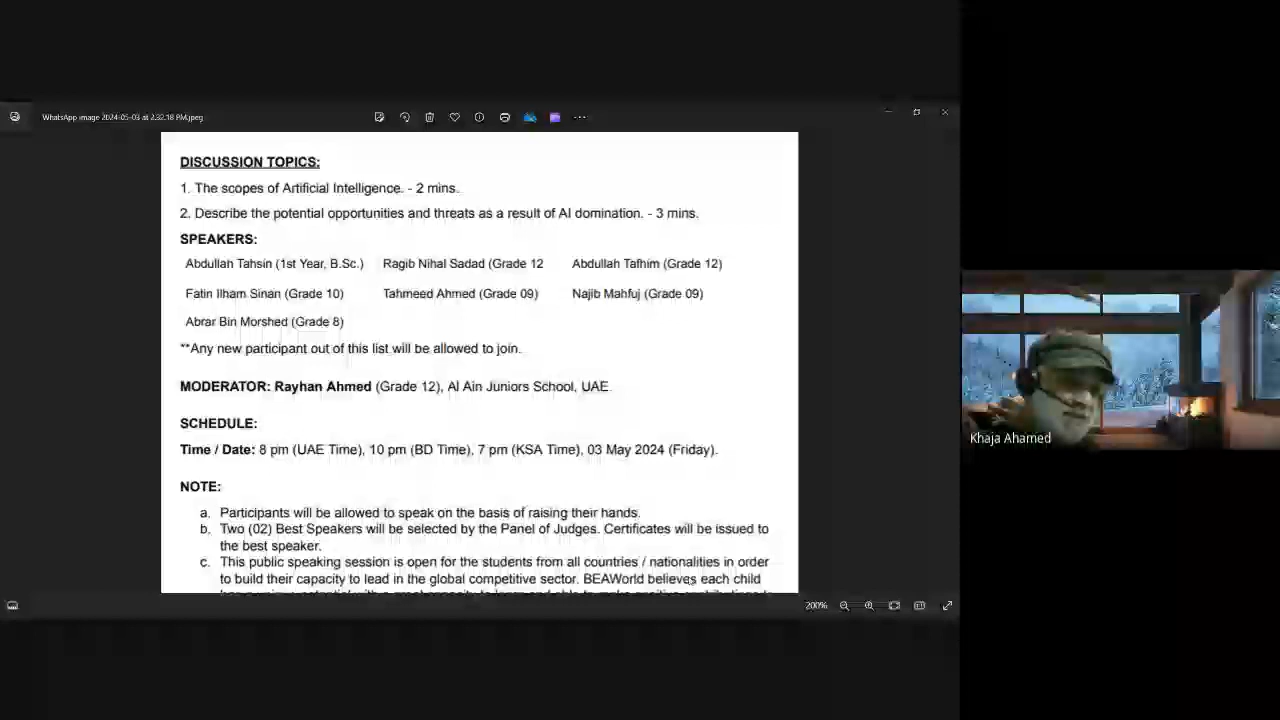 WhatsApp Image 2024-05-03 at 2.32.18 PM.jpeg
DISCUSSION TOPICS:
1. The scopes of Artificial Intelligence. - 2 mins.
2. Describe the potential opportunities and threats as a result of AI domination. - 3 mins.
SPEAKERS:
Abdullah Tahsin (1st Year, B.Sc.) Ragib Nihal Sadad (Grade 12 Abdullah Tafhim (Grade 12)
Fatin Ilham Sinan (Grade 10) Tahmeed Ahmed (Grade 09) Najib Mahfuj (Grade 09)
Abrar Bin Morshed (Grade 8)
**Any new participant out of this list will be allowed to join.
MODERATOR: Rayhan Ahmed (Grade 12), Al Ain Juniors School, UAE.
SCHEDULE:
Time / Date: 8 pm (UAE Time), 10 pm (BD Time), 7 pm (KSA Time), 03 May 2024 (Friday).
NOTE:
a. Participants will be allowed to speak on the basis of raising their hands.
b. Two (02) Best Speakers will be selected by the Panel of Judges. Certificates will be issued to
the best speaker.
c. This public speaking session is open for the students from all countries / nationalities in order
to build their capacity to lead in the global competitive sector. BEAWorld believes each child
200%
Khaja Ahamed